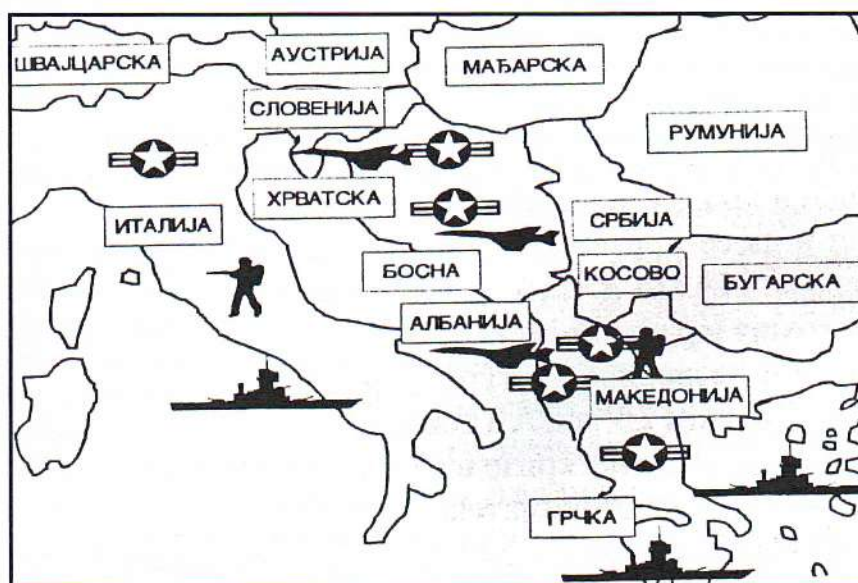 АУСТРИЈА
ШВАЈЦАРСКА
МАЂАРСКА
СЛОВЕНИЈА
РУМУНИЈА
ХРВАТСКА
ИТАЛИЈА
СРБИЈА
БОСНА
КОСОВО
БУГАРСКА
АЛБАНИЈА
МАКЕДОНИЈА
ГРЧКА